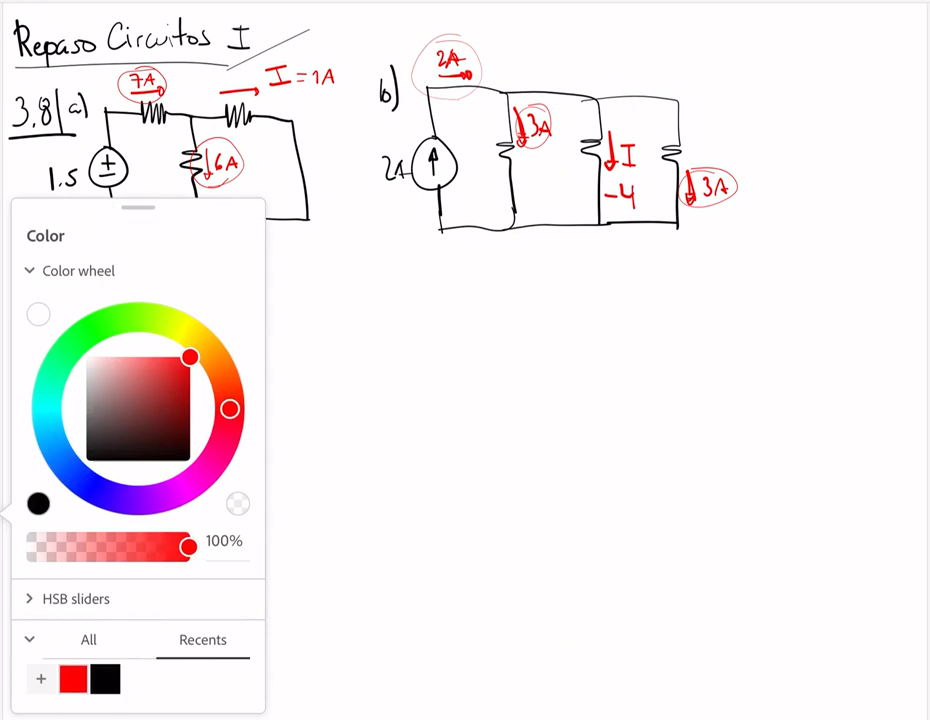 Repaso Circuitos I
3.8 a)
7A
I = 1A
6A
1.5
b)
2A
2A
3A
I
-4
3A
Color
Color wheel
100%
HSB sliders
All Recents
+